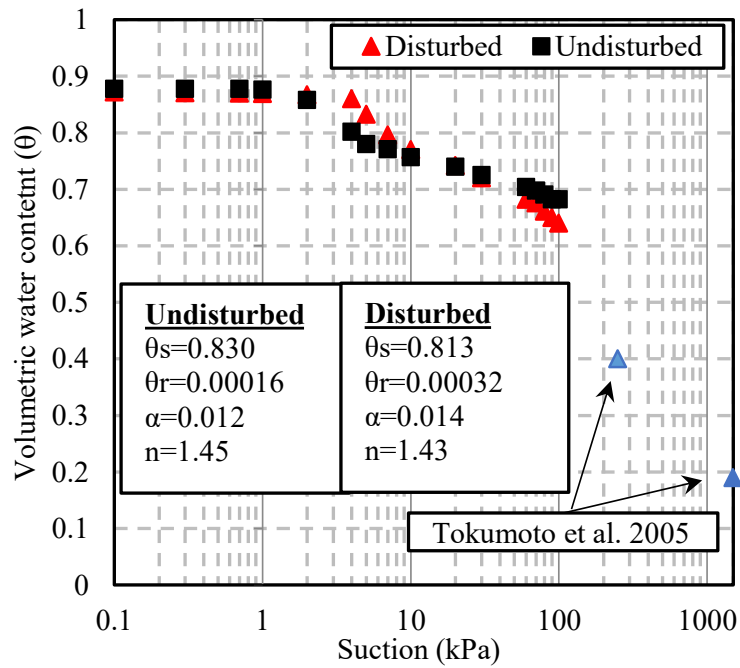 Disturbed Undisturbed
1
0.9
0.8
0.7
0.6
0.5
0.4
0.3
0.2
0.1
0
Volumetric water contetnt (θ)
Undisturbed
θs=0.830
θr=0.00016
α=0.012
n=1.45
Disturbed
θs=0.813
θr=0.00032
α=0.014
n=1.43
Tokumoto et al. 2005
0.1 1 10 100 1000
Suction (kPa)